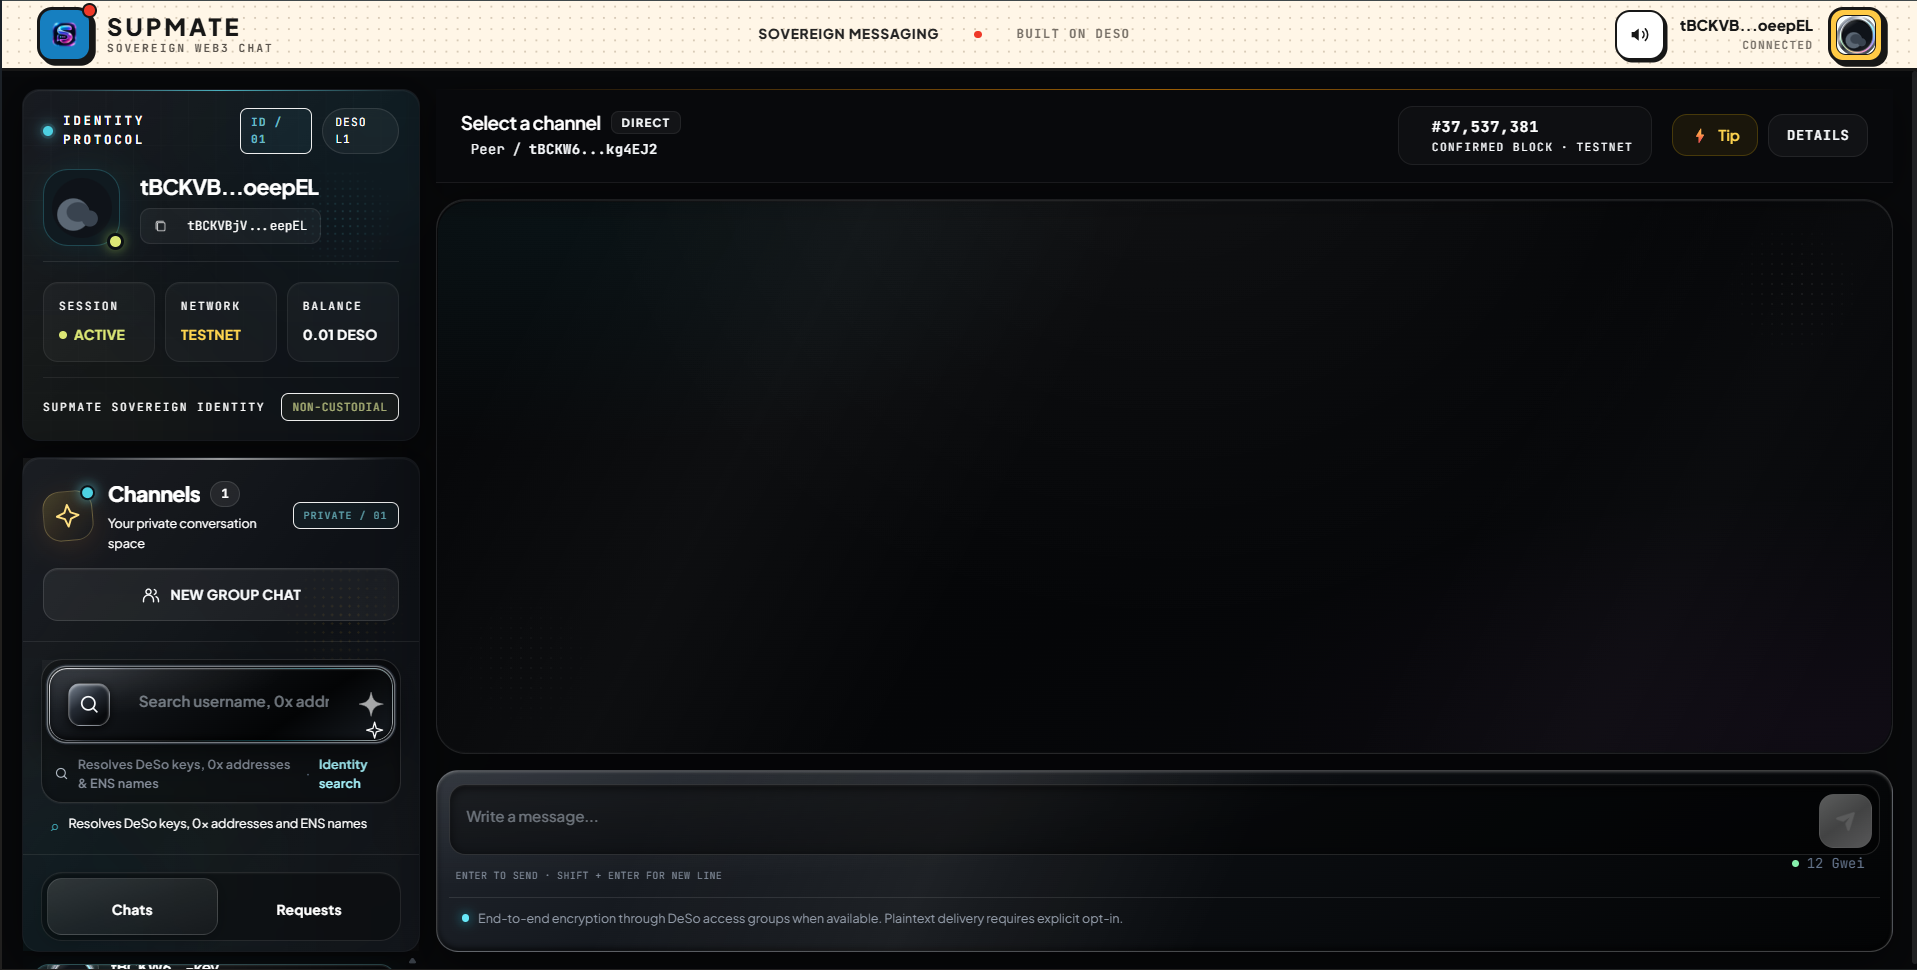 SUPMATE
SOVEREIGN WEB3 CHAT
SOVEREIGN MESSAGING
BUILT ON DESO
tBCKVB...oeepEL
CONNECTED
IDENTITY
PROTOCOL
ID /
01
DESO
L1
tBCKVB...oeepEL
tBCKVBjV...eepEL
SESSION
ACTIVE
NETWORK
TESTNET
BALANCE
0.01 DESO
SUPMATE SOVEREIGN IDENTITY
NON-CUSTODIAL
Channels
1
Your private conversation
space
PRIVATE / 01
NEW GROUP CHAT
Search username, 0x addr
Resolves DeSo keys, 0x addresses
& ENS names
·
Identity
search
Resolves DeSo keys, 0x addresses and ENS names
Chats
Requests
tBCKW6...-key
Select a channel
DIRECT
Peer / tBCKW6...kg4EJ2
#37,537,381
CONFIRMED BLOCK · TESTNET
Tip
DETAILS
Write a message...
12 Gwei
ENTER TO SEND · SHIFT + ENTER FOR NEW LINE
End-to-end encryption through DeSo access groups when available. Plaintext delivery requires explicit opt-in.